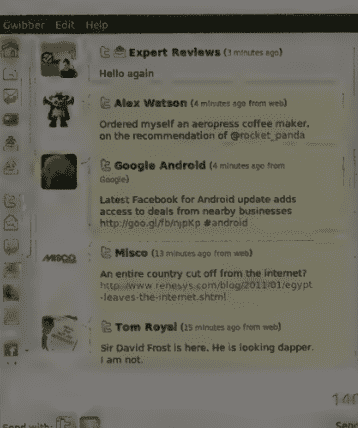 Gwibber Edit Help
Expert Reviews (3 minutes ago)
Hello again
Alex Watson (4 minutes ago from web)
Ordered myself an aeropress coffee maker,
on the recommendation of @rocket_panda
Google Android (4 minutes ago from
Google)
Latest Facebook for Android update adds
access to deals from nearby businesses
http://goo.gl/fb/njpKp #android
MISCO
Misco (13 minutes ago from web)
An entire country cut off from the internet?
http://www.renesys.com/blog/2011/01/egypt
-leaves-the-internet.shtml
Tom Royal (15 minutes ago from web)
Sir David Frost is here. He is looking dapper.
I am not.
140
Send with:
Send